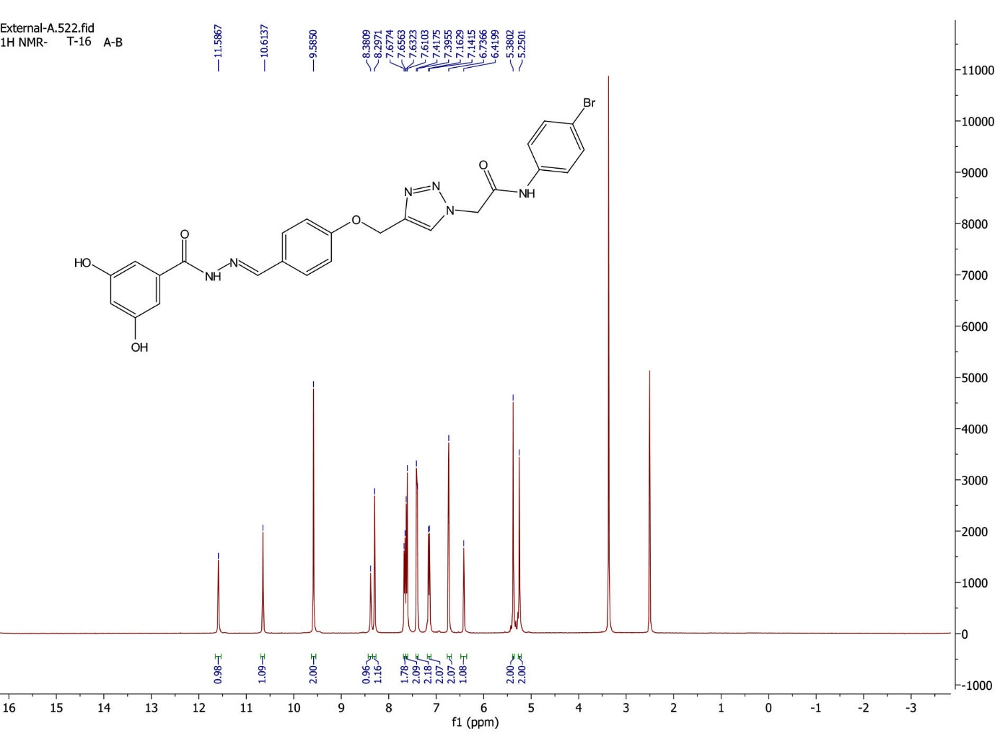 External-A.522.fid
1H NMR- T-16 A-B
11.5867
10.6137
9.5850
8.3809
8.2971
7.6774
7.6563
7.6323
7.6103
7.4175
7.3955
7.1629
7.1415
6.7366
6.4199
5.3802
5.2501
Br
O
NH
N
N
N
O
O
HO
N
NH
OH
11000
10000
9000
8000
7000
6000
5000
4000
3000
2000
1000
0
-1000
0.98
1.09
2.00
0.96
1.16
1.78
2.09
2.18
2.07
2.07
1.08
2.00
2.00
16 15 14 13 12 11 10 9 8 7 6 5 4 3 2 1 0 -1 -2 -3
f1 (ppm)